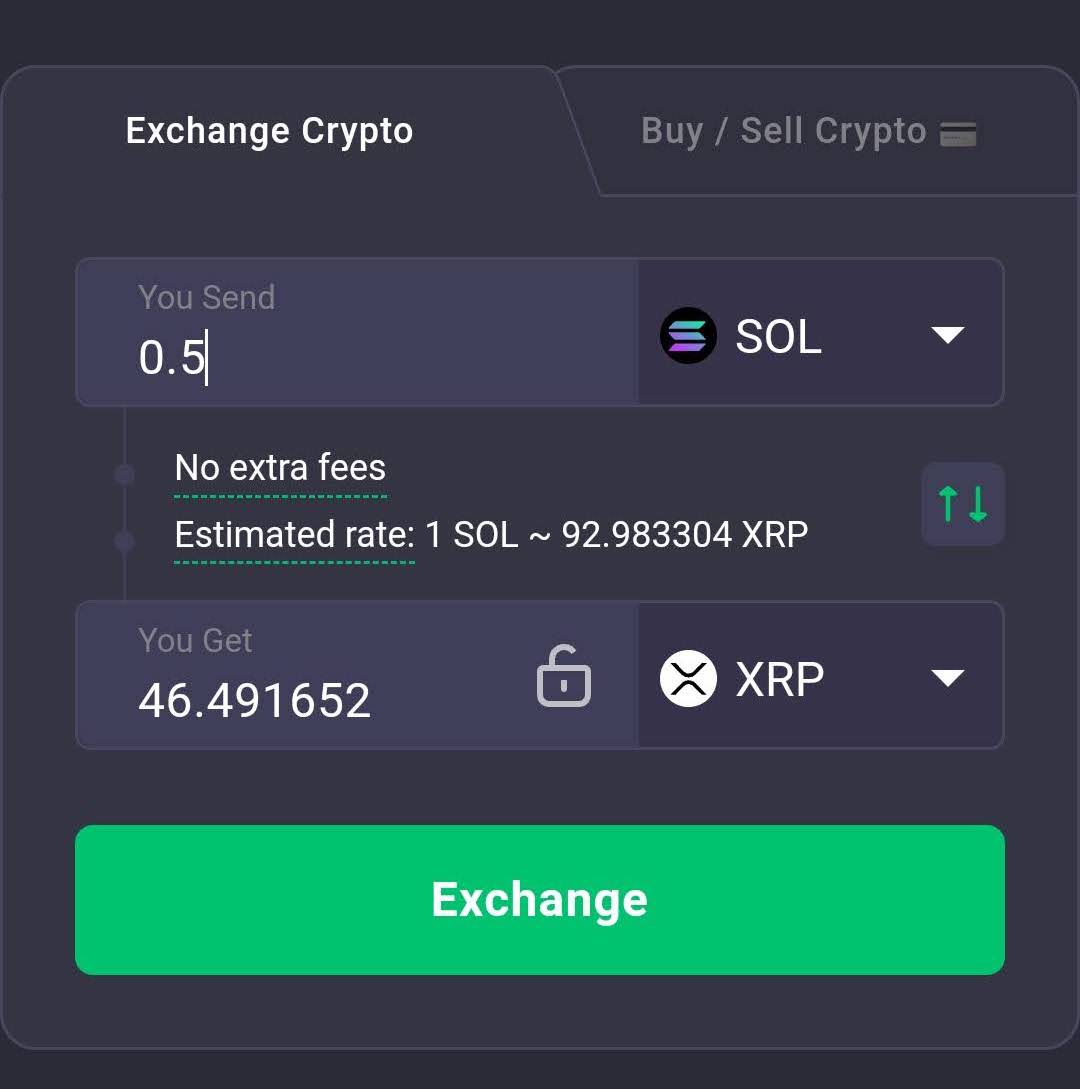 Exchange Crypto
Buy / Sell Crypto
You Send
0.5
SOL
No extra fees
Estimated rate: 1 SOL ~ 92.983304 XRP
You Get
46.491652
XRP
Exchange